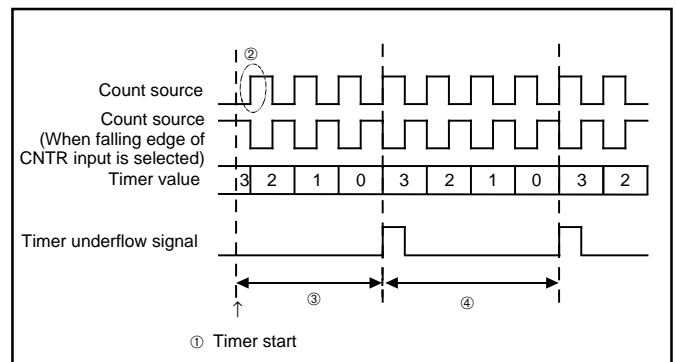 ②
Count source
Count source
(When falling edge of
CNTR input is selected)
Timer value 3 2 1 0 3 2 1 0 3 2
Timer underflow signal
③ ④
↑
① Timer start